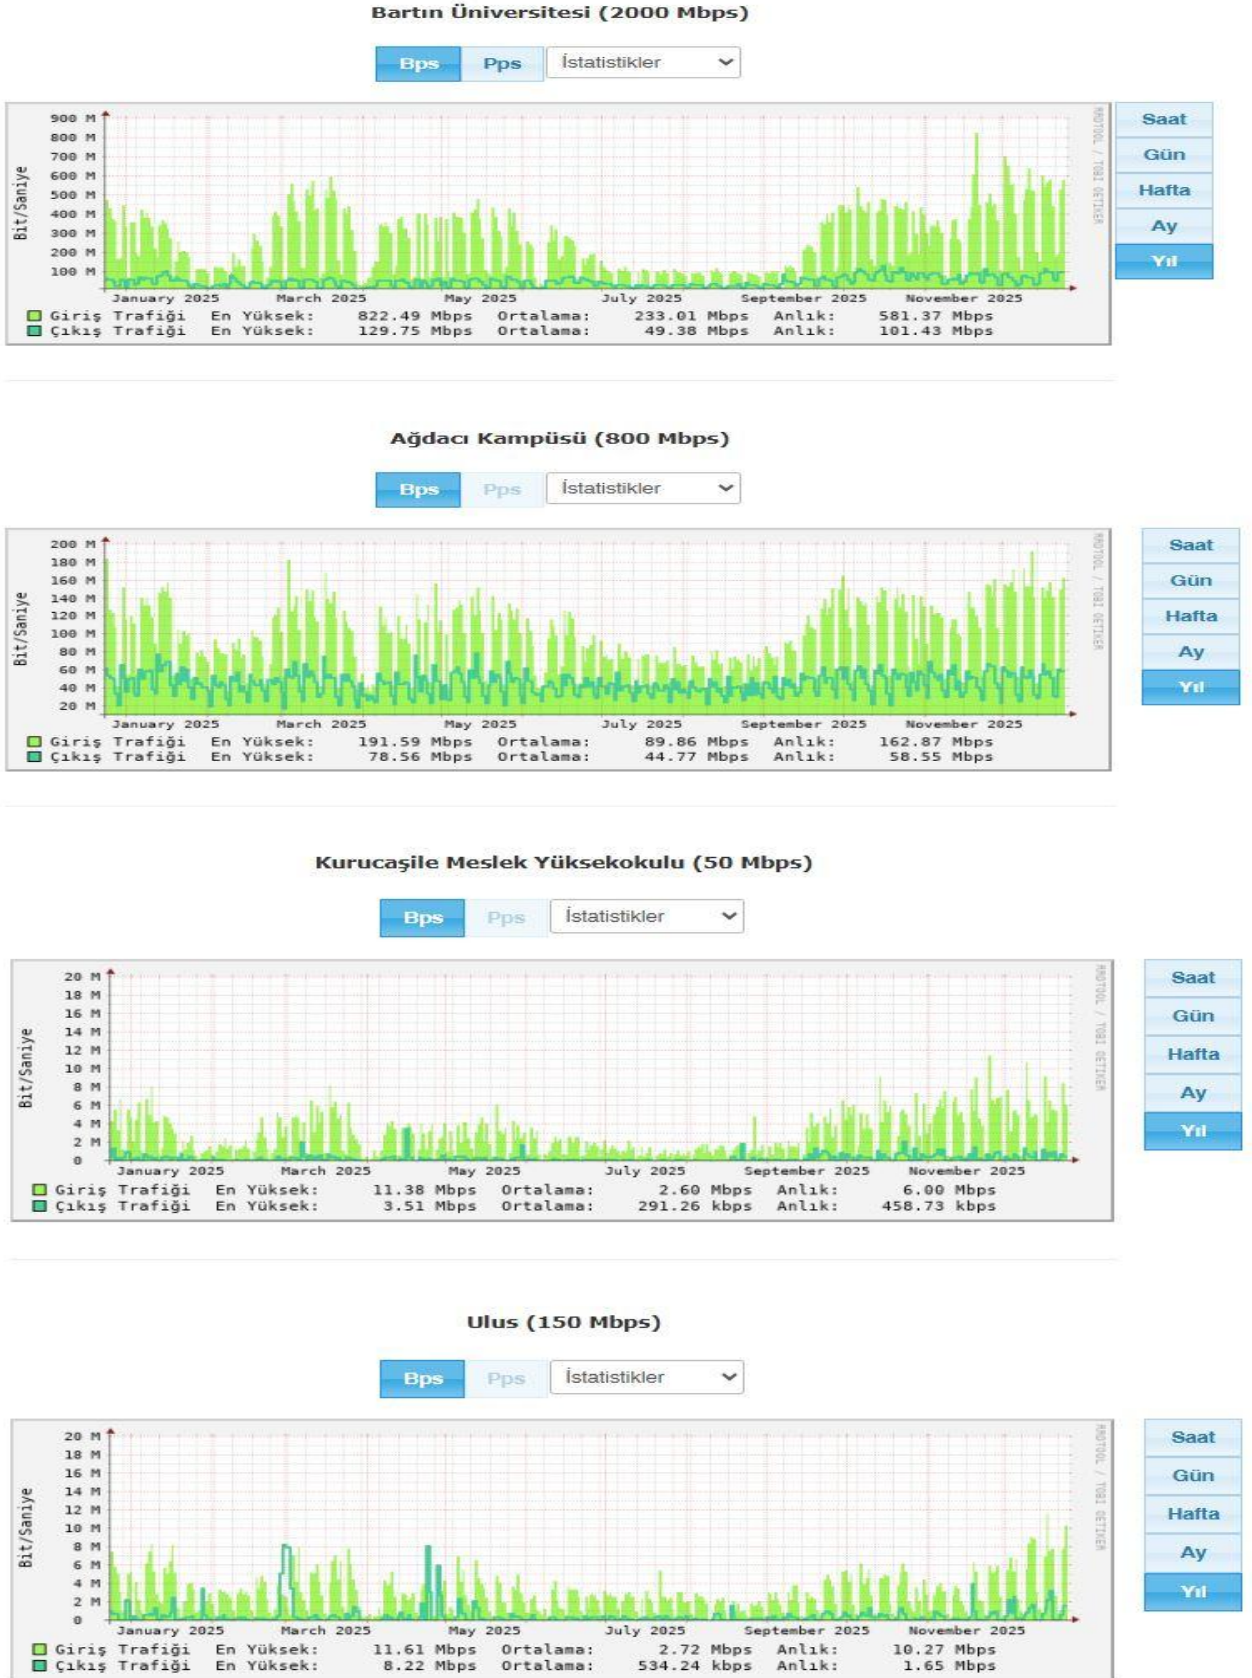 Bartın Üniversitesi (2000 Mbps)
Bps Pps İstatistikler
900 M
800 M
700 M
600 M
500 M
400 M
300 M
200 M
100 M
Bit/Saniye
RRDTOOL / TOBI OETIKER
January 2025 March 2025 May 2025 July 2025 September 2025 November 2025
Giriş Trafiği En Yüksek: 822.49 Mbps Ortalama: 233.01 Mbps Anlık: 581.37 Mbps
Çıkış Trafiği En Yüksek: 129.75 Mbps Ortalama: 49.38 Mbps Anlık: 101.43 Mbps
Saat
Gün
Hafta
Ay
Yıl
Ağdacı Kampüsü (800 Mbps)
Bps Pps İstatistikler
200 M
180 M
160 M
140 M
120 M
100 M
80 M
60 M
40 M
20 M
Bit/Saniye
RRDTOOL / TOBI OETIKER
January 2025 March 2025 May 2025 July 2025 September 2025 November 2025
Giriş Trafiği En Yüksek: 191.59 Mbps Ortalama: 89.86 Mbps Anlık: 162.87 Mbps
Çıkış Trafiği En Yüksek: 78.56 Mbps Ortalama: 44.77 Mbps Anlık: 58.55 Mbps
Saat
Gün
Hafta
Ay
Yıl
Kurucaşile Meslek Yüksekokulu (50 Mbps)
Bps Pps İstatistikler
20 M
18 M
16 M
14 M
12 M
10 M
8 M
6 M
4 M
2 M
0
Bit/Saniye
RRDTOOL / TOBI OETIKER
January 2025 March 2025 May 2025 July 2025 September 2025 November 2025
Giriş Trafiği En Yüksek: 11.38 Mbps Ortalama: 2.60 Mbps Anlık: 6.00 Mbps
Çıkış Trafiği En Yüksek: 3.51 Mbps Ortalama: 291.26 kbps Anlık: 458.73 kbps
Saat
Gün
Hafta
Ay
Yıl
Ulus (150 Mbps)
Bps Pps İstatistikler
20 M
18 M
16 M
14 M
12 M
10 M
8 M
6 M
4 M
2 M
0
Bit/Saniye
RRDTOOL / TOBI OETIKER
January 2025 March 2025 May 2025 July 2025 September 2025 November 2025
Giriş Trafiği En Yüksek: 11.61 Mbps Ortalama: 2.72 Mbps Anlık: 10.27 Mbps
Çıkış Trafiği En Yüksek: 8.22 Mbps Ortalama: 534.24 kbps Anlık: 1.65 Mbps
Saat
Gün
Hafta
Ay
Yıl